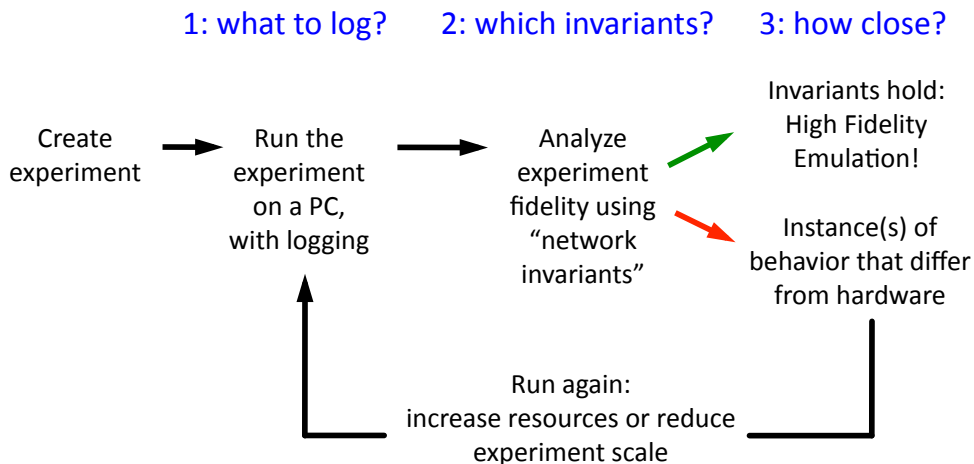 1: what to log?
2: which invariants?
3: how close?
Create
experiment
Run the
experiment
on a PC,
with logging
Analyze
experiment
fidelity using
“network
invariants”
Invariants hold:
High Fidelity
Emulation!
Instance(s) of
behavior that differ
from hardware
Run again:
increase resources or reduce
experiment scale